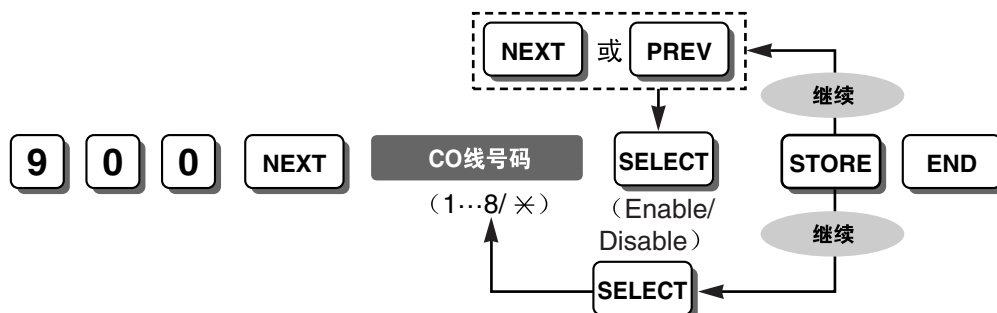 NEXT 或 PREV
继续
9 0 0 NEXT CO线号码 SELECT STORE END
(1…8/ ✳) (Enable/
Disable)
继续
SELECT